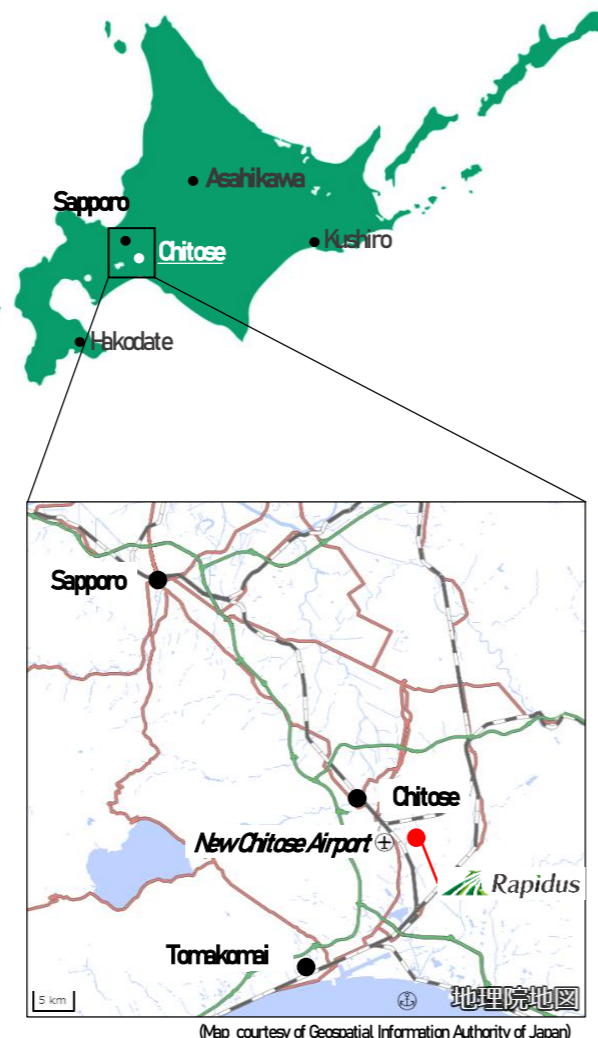 Asahikawa
Sapporo
Kushiro
Chitose
Hakodate
Sapporo
Chitose
New Chitose Airport
Rapidus
Tomakomai
5 km
地理院地図
(Map courtesy of Geospatial Information Authority of Japan)